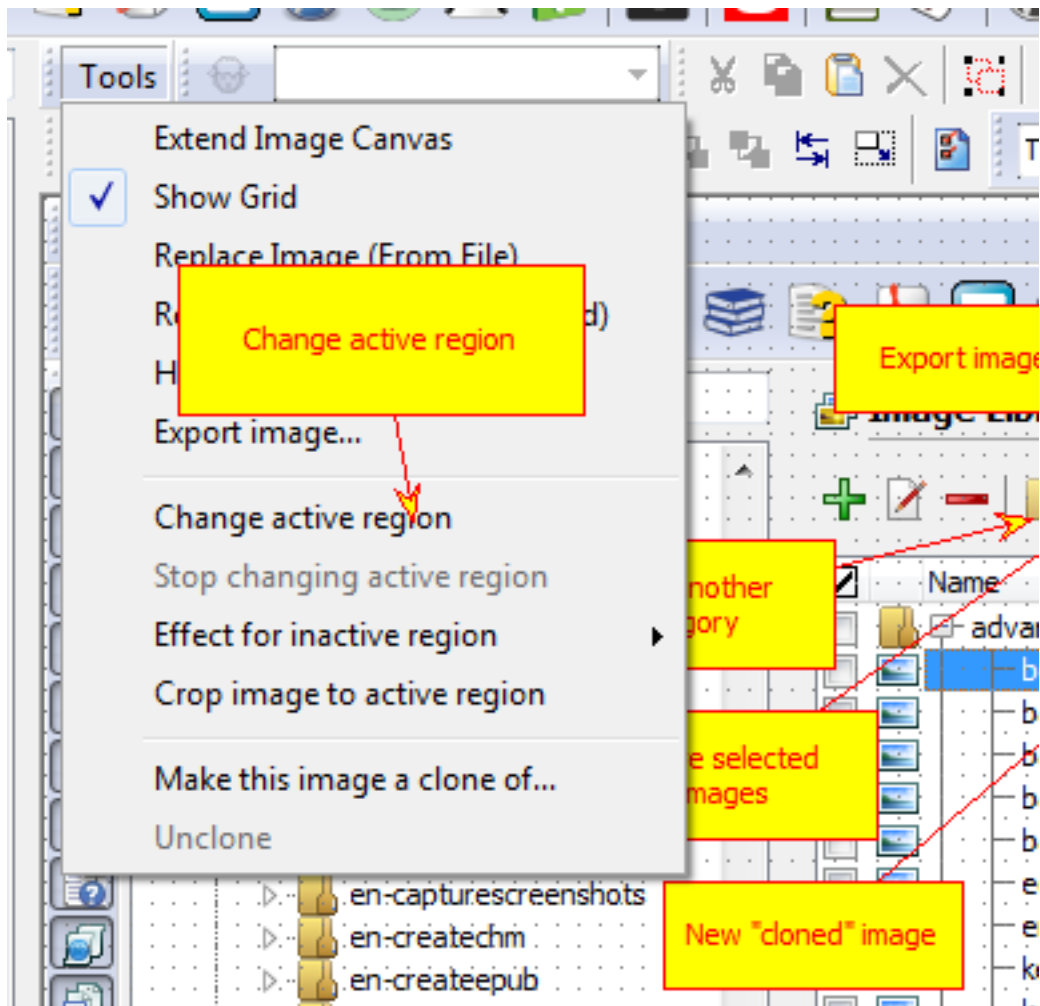 Tools
Extend Image Canvas
Show Grid
Replace Image (From File)
d)
Change active region
H
Export image...
Change active region
Stop changing active region
Effect for inactive region
Crop image to active region
Make this image a clone of...
Unclone
en-capturescreenshots
en-createchm
en-createepub
T
Export image
Image Lib
Name
nother
gory
e selected
mages
New "cloned" image